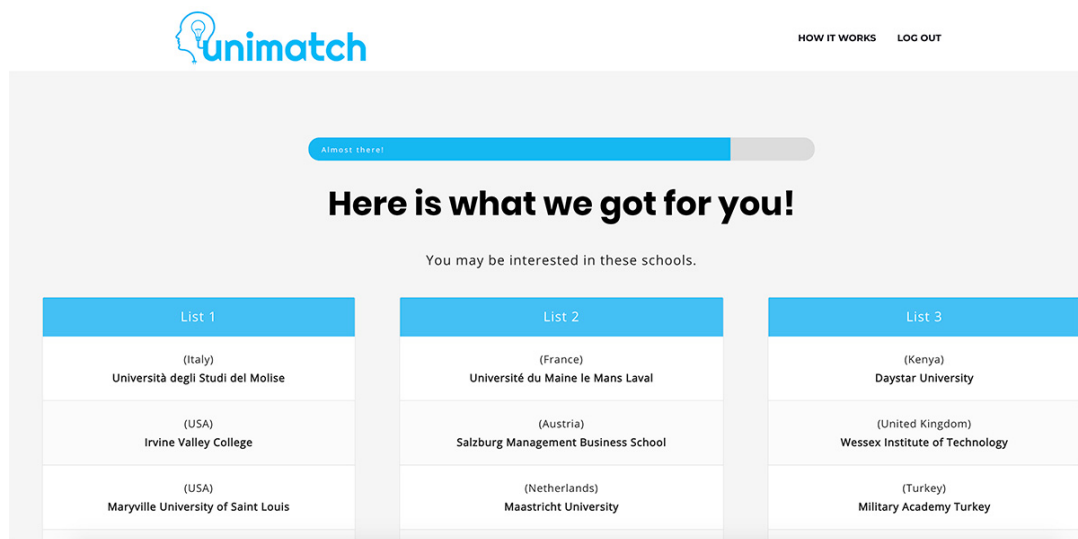 unimatch
HOW IT WORKS
LOG OUT
Almost there!
Here is what we got for you!
You may be interested in these schools.
List 1
(Italy)
Università degli Studi del Molise
(USA)
Irvine Valley College
(USA)
Maryville University of Saint Louis
List 2
(France)
Université du Maine le Mans Laval
(Austria)
Salzburg Management Business School
(Netherlands)
Maastricht University
List 3
(Kenya)
Daystar University
(United Kingdom)
Wessex Institute of Technology
(Turkey)
Military Academy Turkey